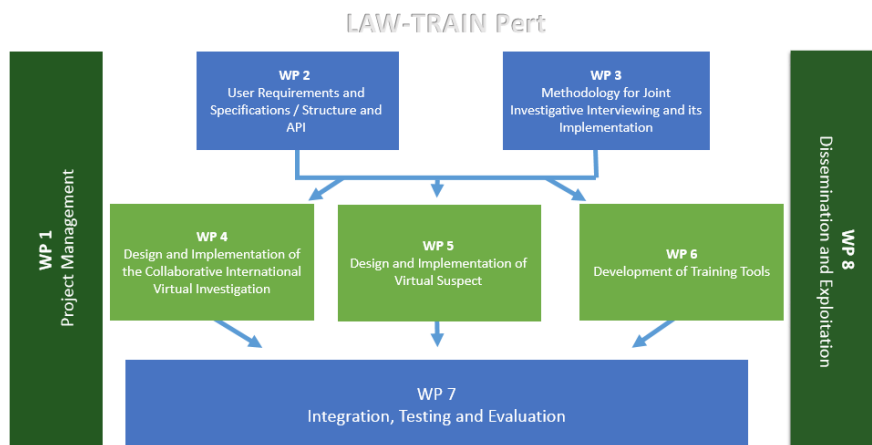 LAW-TRAIN Pert
WP 1
Project Management
WP 2
User Requirements and
Specifications / Structure and
API
WP 3
Methodology for Joint
Investigative Interviewing and its
Implementation
WP 4
Design and Implementation of
the Collaborative International
Virtual Investigation
WP 5
Design and Implementation of
Virtual Suspect
WP 6
Development of Training Tools
WP 7
Integration, Testing and Evaluation
WP 8
Dissemination and Exploitation